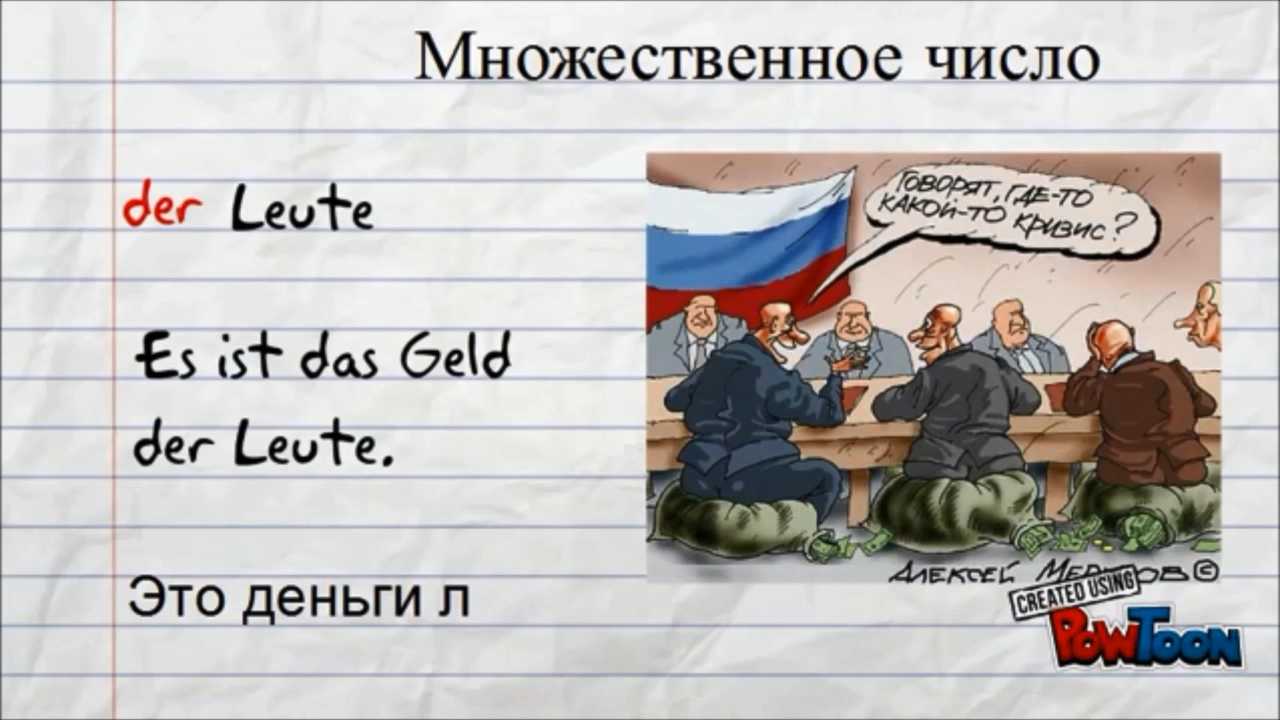 Множественное число
der Leute
ГОВОРЯТ, ГДЕ-ТО
КАКОЙ-ТО КРИЗИС?
Es ist das Geld
der Leute.
Это деньги л
АЛЕКСЕЙ ©
CREATED USING
POWTOON